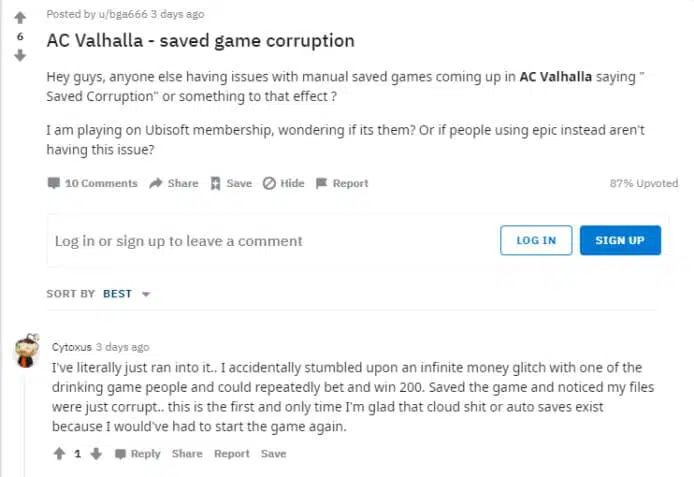 Posted by u/bga666 3 days ago
6
AC Valhalla - saved game corruption
Hey guys, anyone else having issues with manual saved games coming up in AC Valhalla saying "
Saved Corruption" or something to that effect ?
I am playing on Ubisoft membership, wondering if its them? Or if people using epic instead aren't
having this issue?
10 Comments Share Save Hide Report 87% Upvoted
Log in or sign up to leave a comment LOG IN SIGN UP
SORT BY BEST
Cytoxus 3 days ago
I've literally just ran into it.. I accidentally stumbled upon an infinite money glitch with one of the
drinking game people and could repeatedly bet and win 200. Saved the game and noticed my files
were just corrupt.. this is the first and only time I'm glad that cloud shit or auto saves exist
because I would've had to start the game again.
1 Reply Share Report Save